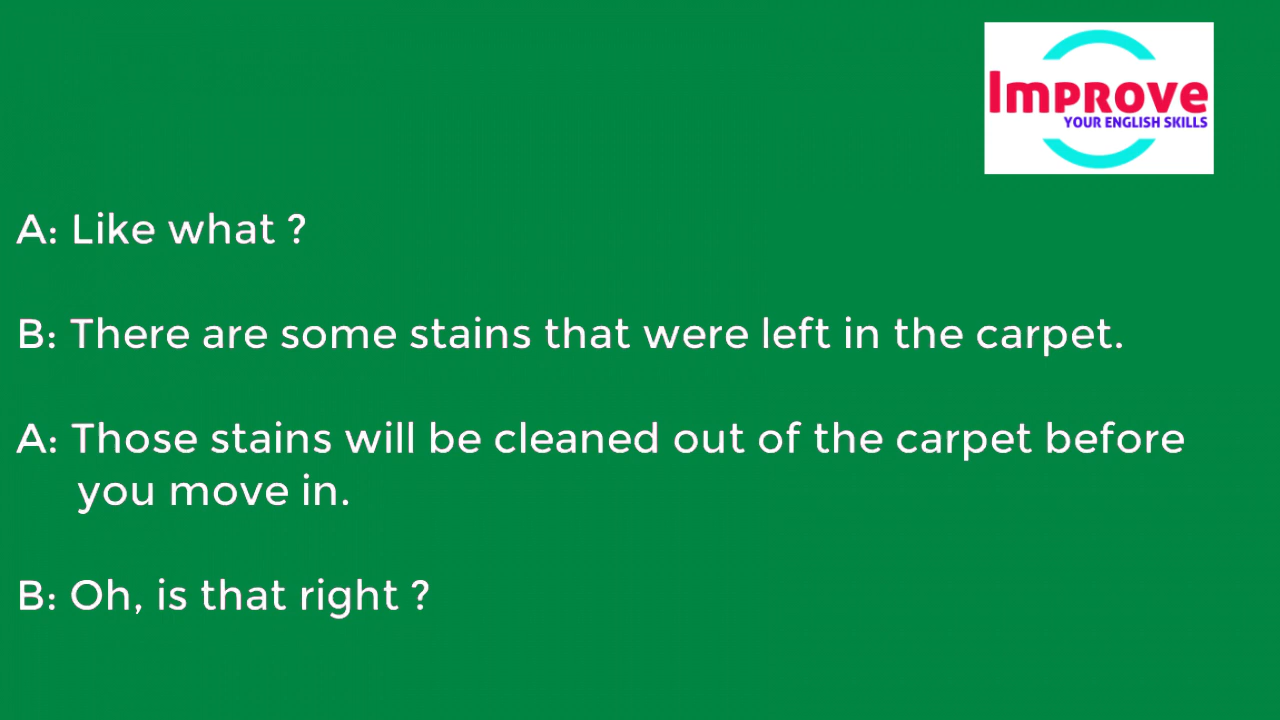 Improve
YOUR ENGLISH SKILLS
A: Like what ?
B: There are some stains that were left in the carpet.
A: Those stains will be cleaned out of the carpet before
you move in.
B: Oh, is that right ?